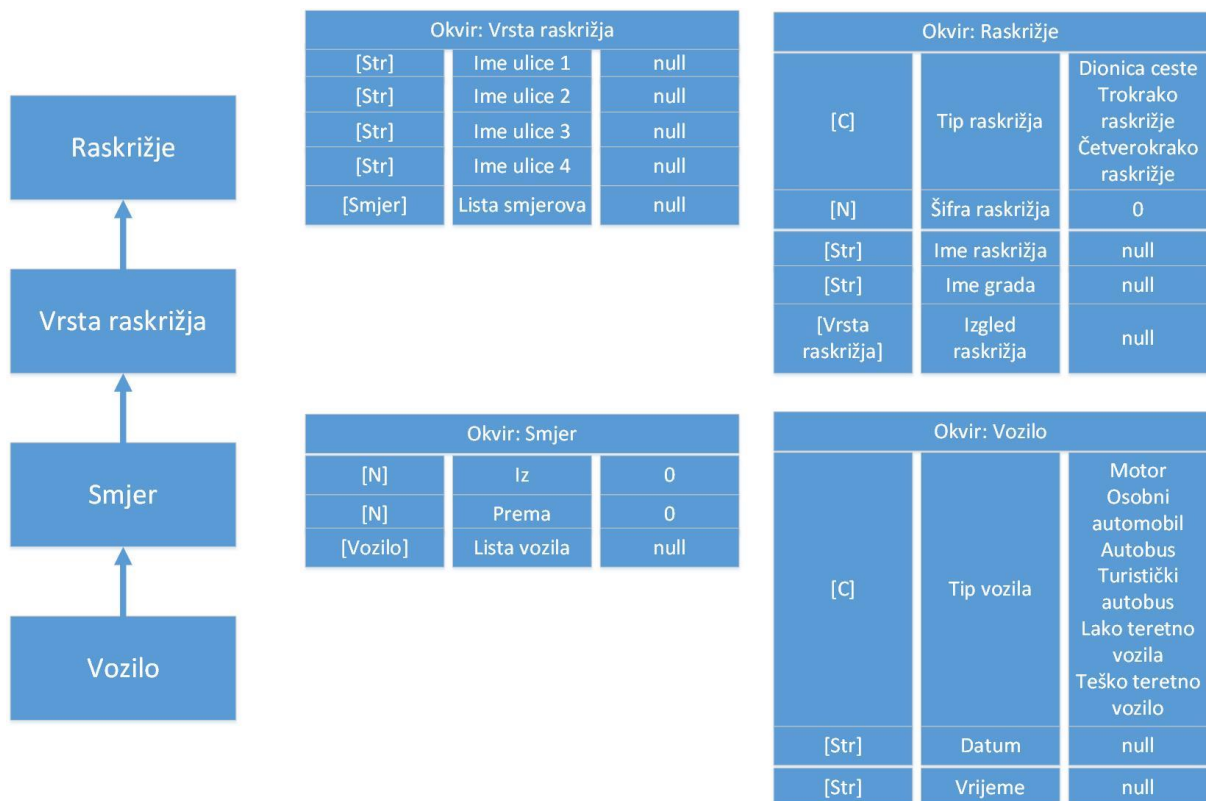 Raskrižje
Vrsta raskrižja
Smjer
Vozilo
Okvir: Vrsta raskrižja
[Str] Ime ulice 1 null
[Str] Ime ulice 2 null
[Str] Ime ulice 3 null
[Str] Ime ulice 4 null
[Smjer] Lista smjerova null
Okvir: Raskrižje
[C] Tip raskrižja
Dionica ceste
Trokrako
raskrižje
Četverokrako
raskrižje
[N] Šifra raskrižja 0
[Str] Ime raskrižja null
[Str] Ime grada null
[Vrsta
raskrižja]
Izgled
raskrižja
null
Okvir: Smjer
[N] Iz 0
[N] Prema 0
[Vozilo] Lista vozila null
Okvir: Vozilo
[C] Tip vozila
Motor
Osobni
automobil
Autobus
Turistički
autobus
Lako teretno
vozila
Teško teretno
vozilo
[Str] Datum null
[Str] Vrijeme null